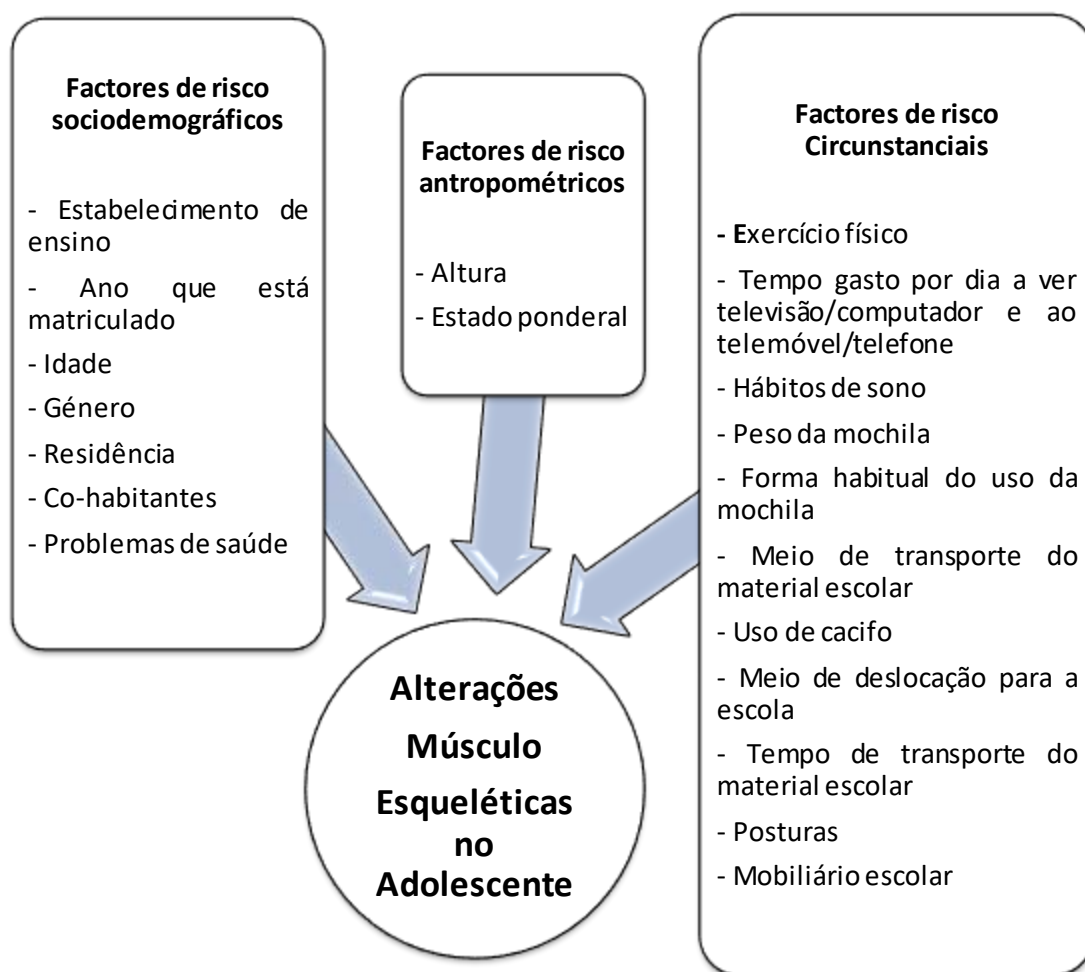 Factores de risco
sociodemográficos
- Estabelecimento de
ensino
- Ano que está
matriculado
- Idade
- Género
- Residência
- Co-habitantes
- Problemas de saúde
Factores de risco
antropométricos
- Altura
- Estado ponderal
Factores de risco
Circunstanciais
- Exercício físico
- Tempo gasto por dia a ver
televisão/computador e ao
telemóvel/telefone
- Hábitos de sono
- Peso da mochila
- Forma habitual do uso da
mochila
- Meio de transporte do
material escolar
- Uso de cacifo
- Meio de deslocação para a
escola
- Tempo de transporte do
material escolar
- Posturas
- Mobiliário escolar
Alterações
Músculo
Esqueléticas
no
Adolescente